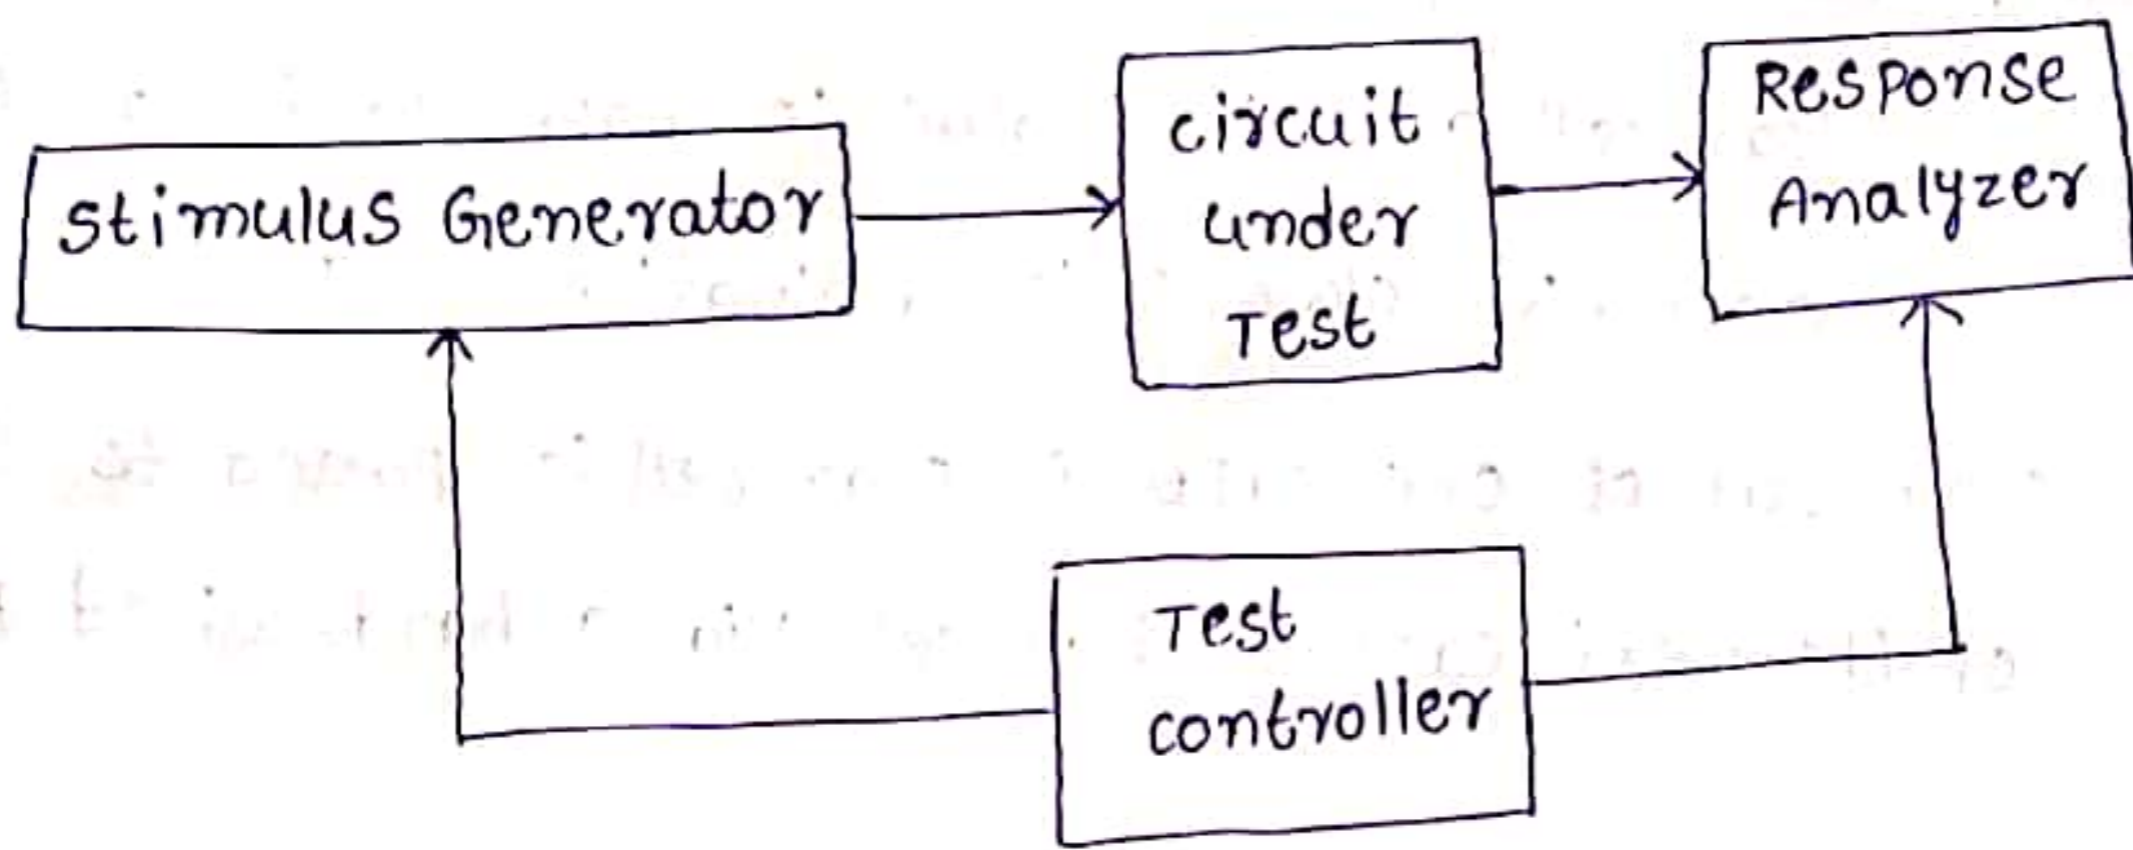 Stimulus Generator
circuit
under
Test
Response
Analyzer
Test
controller